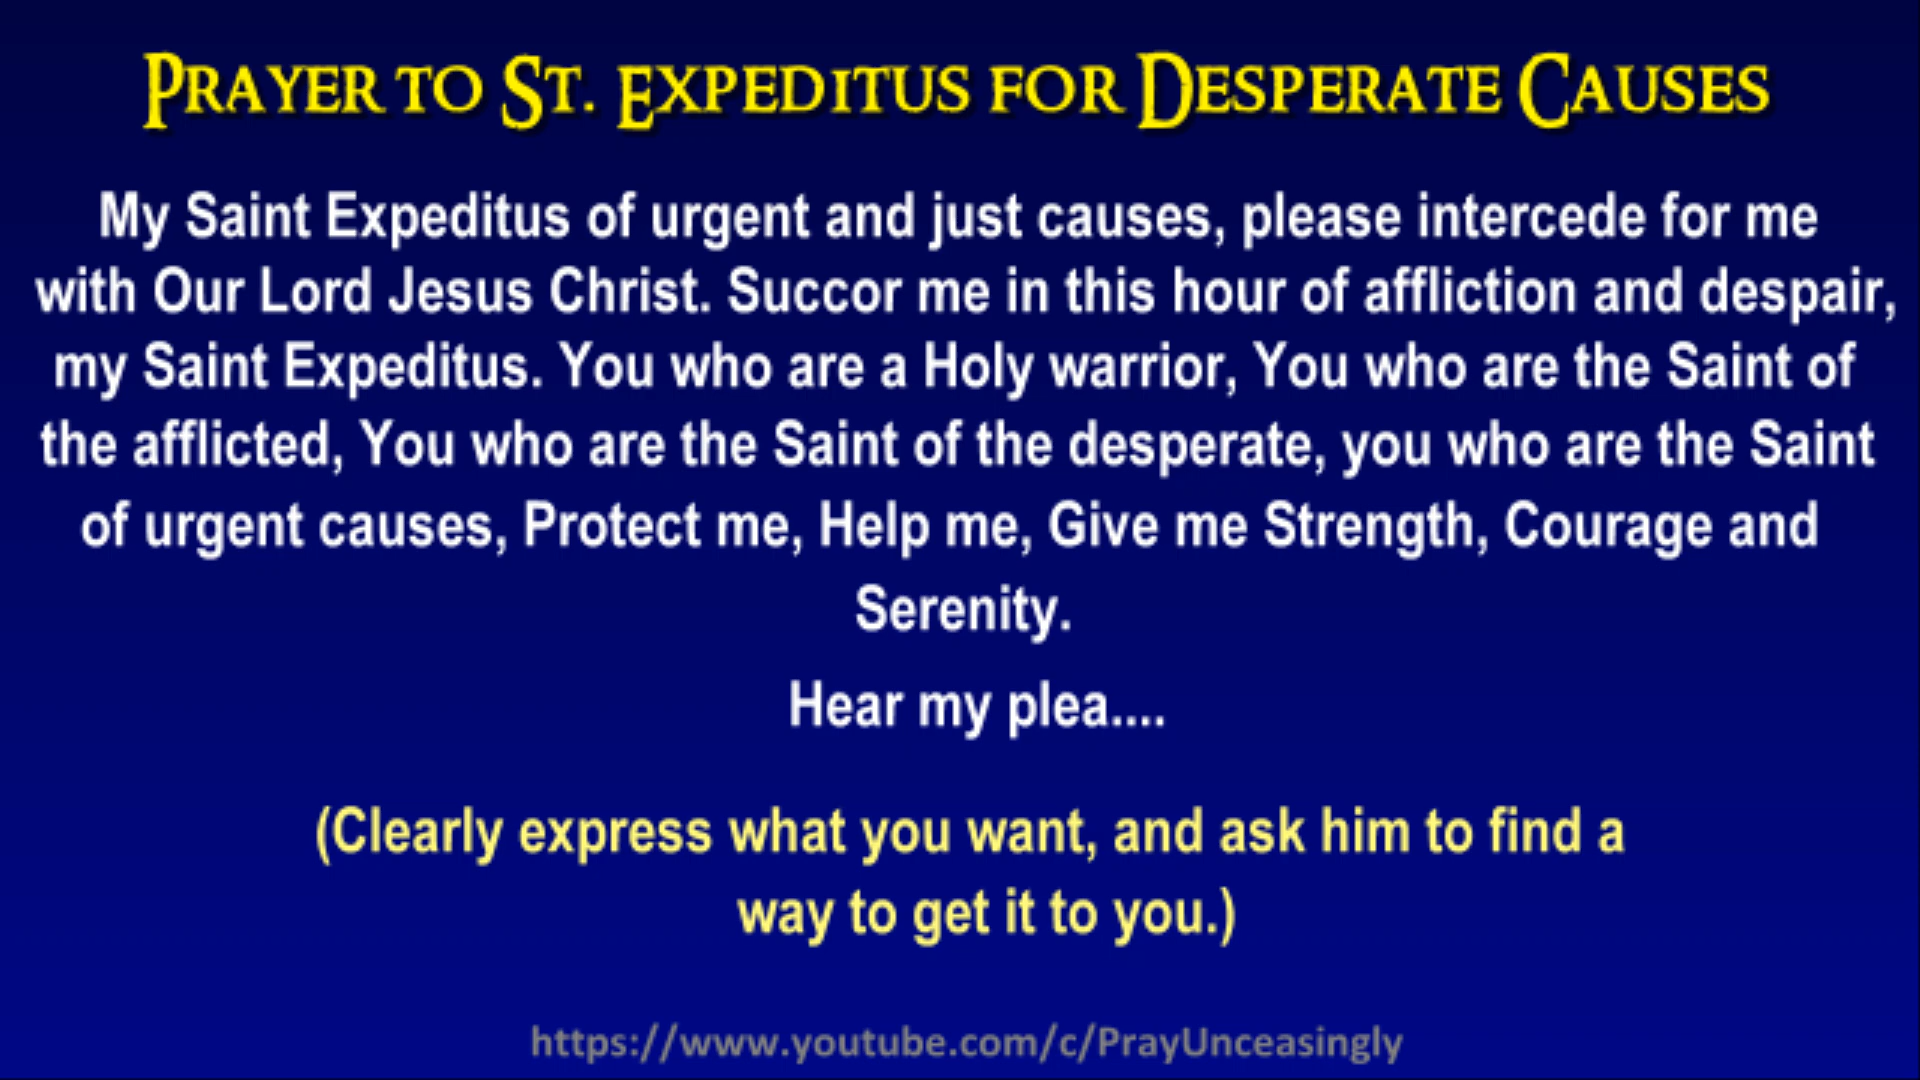 Prayer to St. Expeditus for Desperate Causes
My Saint Expeditus of urgent and just causes, please intercede for me
with Our Lord Jesus Christ. Succor me in this hour of affliction and despair,
my Saint Expeditus. You who are a Holy warrior, You who are the Saint of
the afflicted, You who are the Saint of the desperate, you who are the Saint
of urgent causes, Protect me, Help me, Give me Strength, Courage and
Serenity.
Hear my plea....
(Clearly express what you want, and ask him to find a
way to get it to you.)
https://www.youtube.com/c/PrayUnceasingly